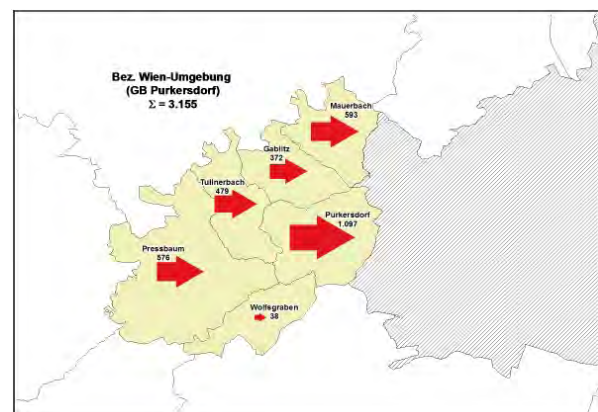 Bez. Wien-Umgebung
(GB Purkersdorf)
Σ = 3.155
Mauerbach
593
Gablitz
372
Tullnerbach
479
Purkersdorf
1.097
Pressbaum
576
Wolfsgraben
38